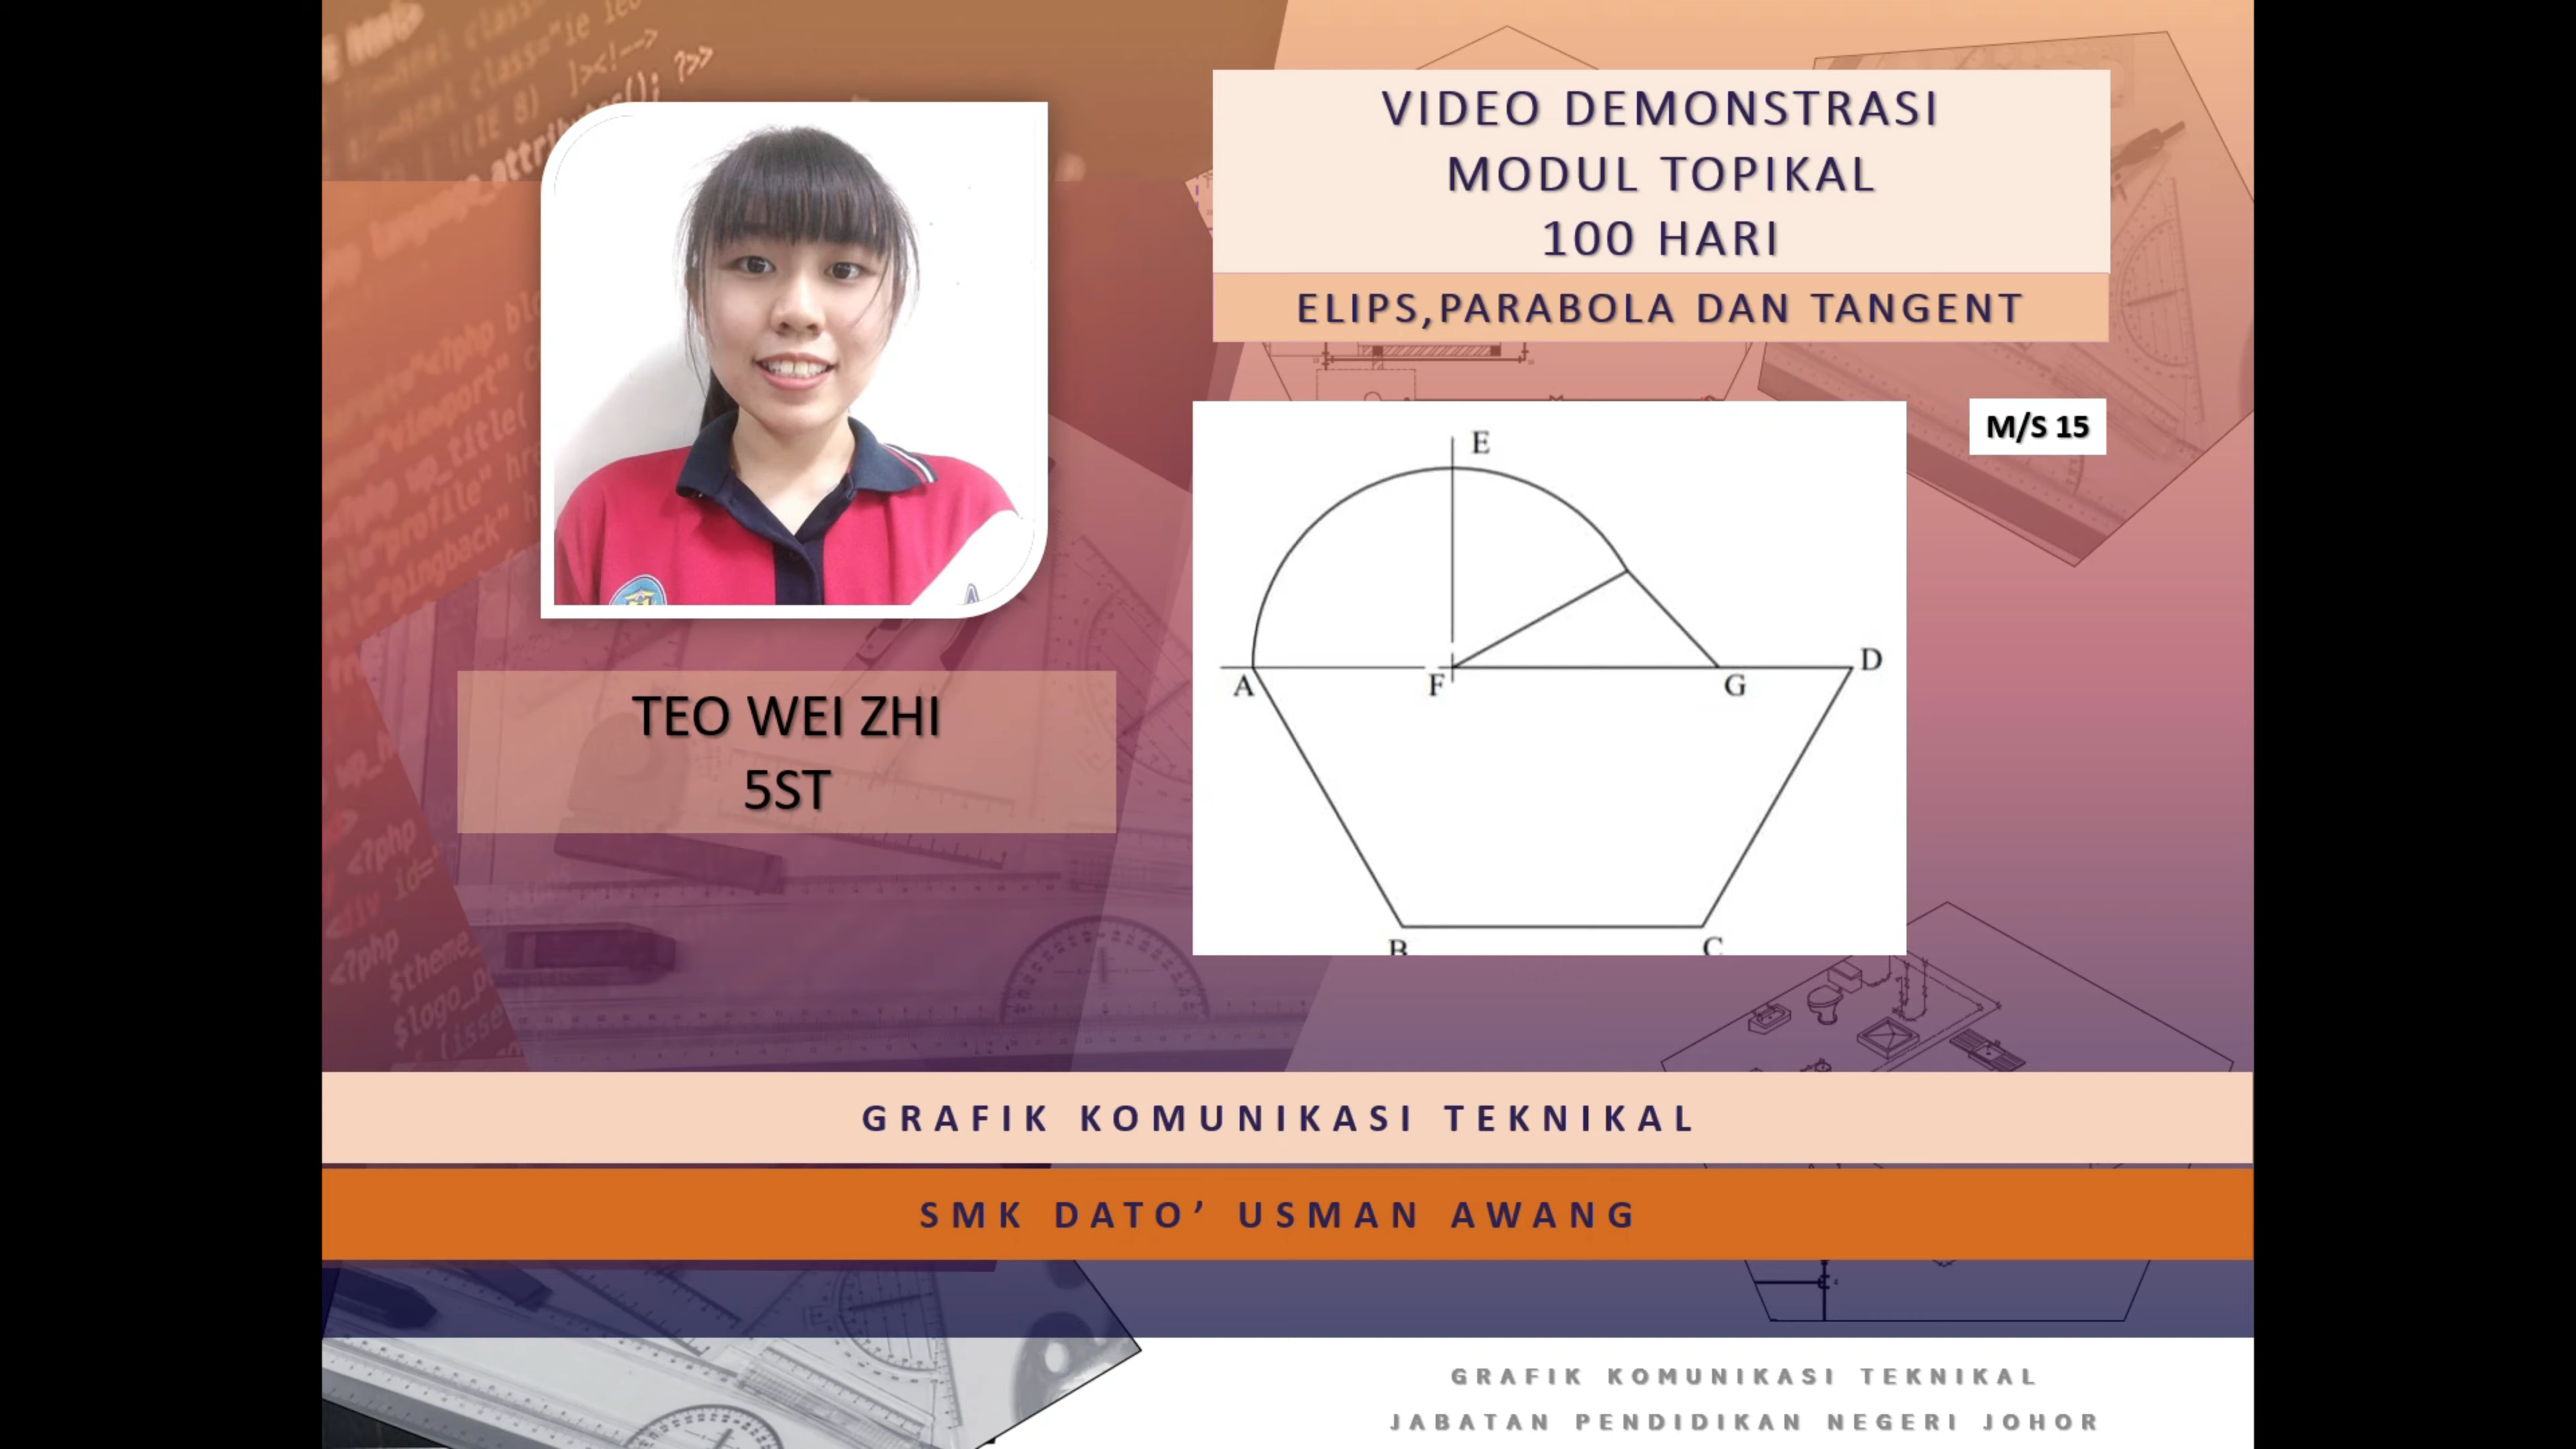 VIDEO DEMONSTRASI
MODUL TOPIKAL
100 HARI
ELIPS,PARABOLA DAN TANGENT
M/S 15
E
A
F
G
D
B
C
TEO WEI ZHI
5ST
GRAFIK KOMUNIKASI TEKNIKAL
SMK DATO’ USMAN AWANG
GRAFIK KOMUNIKASI TEKNIKAL
JABATAN PENDIDIKAN NEGERI JOHOR